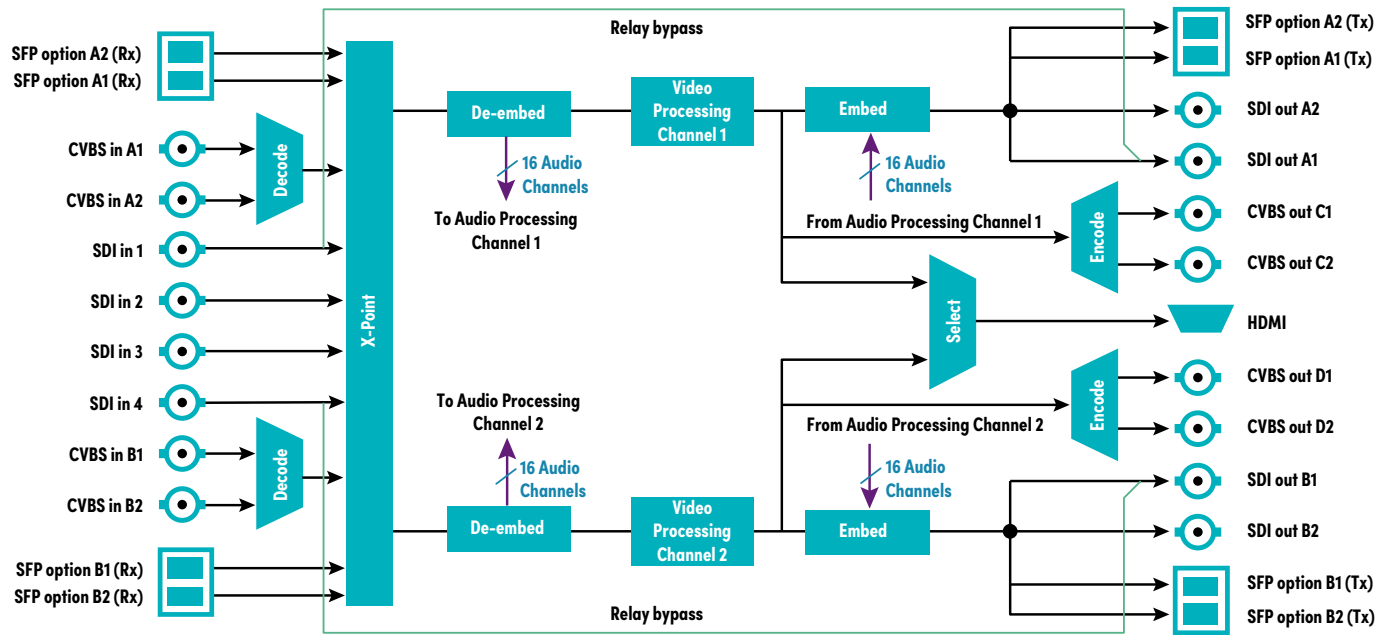 Relay bypass
SFP option A2 (Rx)
SFP option A1 (Rx)
CVBS in A1
CVBS in A2
Decode
SDI in 1
SDI in 2
SDI in 3
SDI in 4
CVBS in B1
CVBS in B2
Decode
SFP option B1 (Rx)
SFP option B2 (Rx)
X-Point
De-embed
16 Audio
Channels
To Audio Processing
Channel 1
Video
Processing
Channel 1
Embed
16 Audio
Channels
From Audio Processing Channel 1
Encode
Select
To Audio Processing
Channel 2
16 Audio
Channels
De-embed
Video
Processing
Channel 2
From Audio Processing Channel 2
16 Audio
Channels
Embed
Encode
SFP option A2 (Tx)
SFP option A1 (Tx)
SDI out A2
SDI out A1
CVBS out C1
CVBS out C2
HDMI
CVBS out D1
CVBS out D2
SDI out B1
SDI out B2
SFP option B1 (Tx)
SFP option B2 (Tx)
Relay bypass